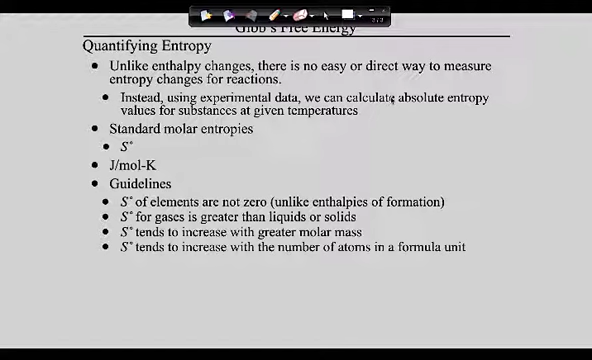 Gibb's Free Energy
Quantifying Entropy
Unlike enthalpy changes, there is no easy or direct way to measure
entropy changes for reactions.
Instead, using experimental data, we can calculate absolute entropy
values for substances at given temperatures
Standard molar entropies
S°
J/mol-K
Guidelines
S° of elements are not zero (unlike enthalpies of formation)
S° for gases is greater than liquids or solids
S° tends to increase with greater molar mass
S° tends to increase with the number of atoms in a formula unit